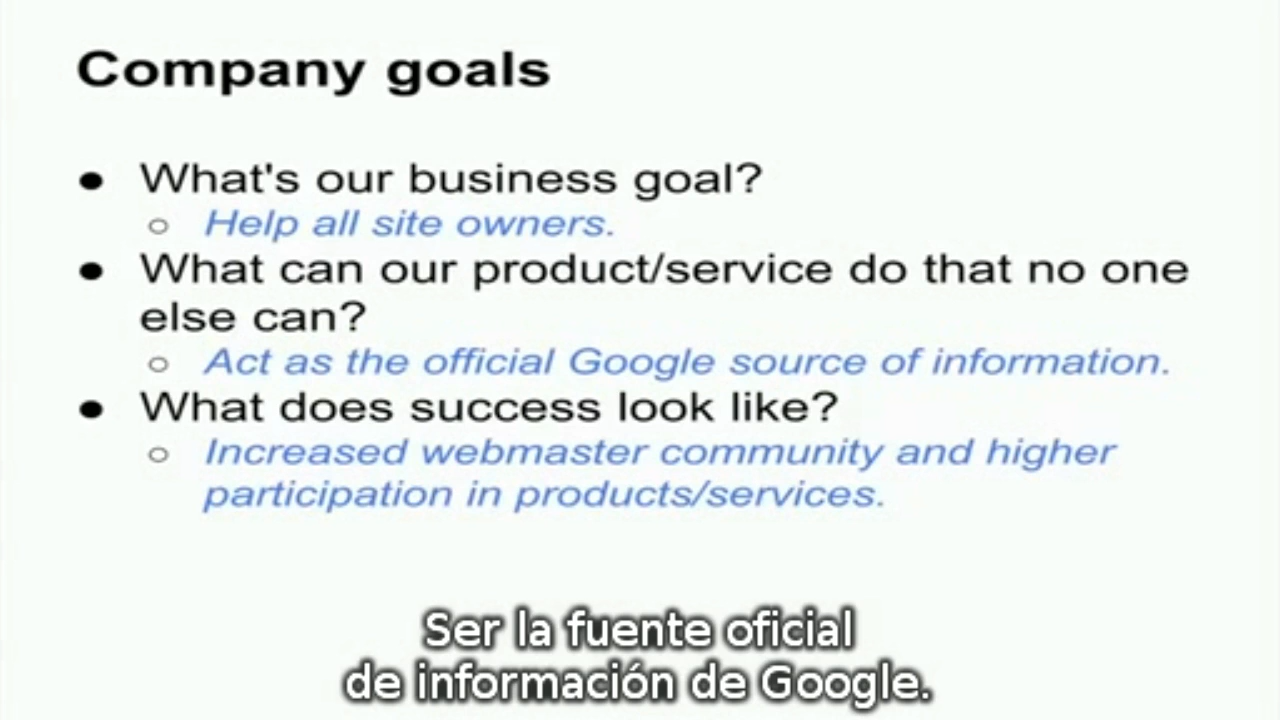 Company goals
● What's our business goal?
○ Help all site owners.
● What can our product/service do that no one
else can?
○ Act as the official Google source of information.
● What does success look like?
○ Increased webmaster community and higher
participation in products/services.
Ser la fuente oficial
de información de Google.